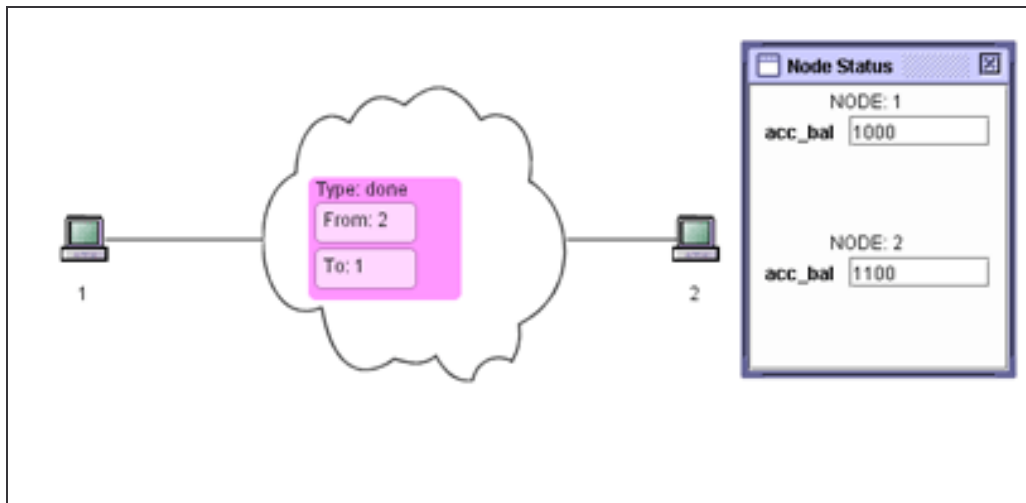 Type: done
From: 2
To: 1
1
2
Node Status
NODE: 1
acc_bal 1000
NODE: 2
acc_bal 1100